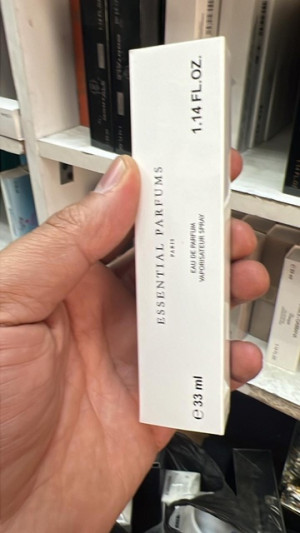 ESSENTIAL PARFUMS
PARIS
EAU DE PARFUM
VAPORISATEUR SPRAY
℮ 33 ml
1.14 FL.OZ.